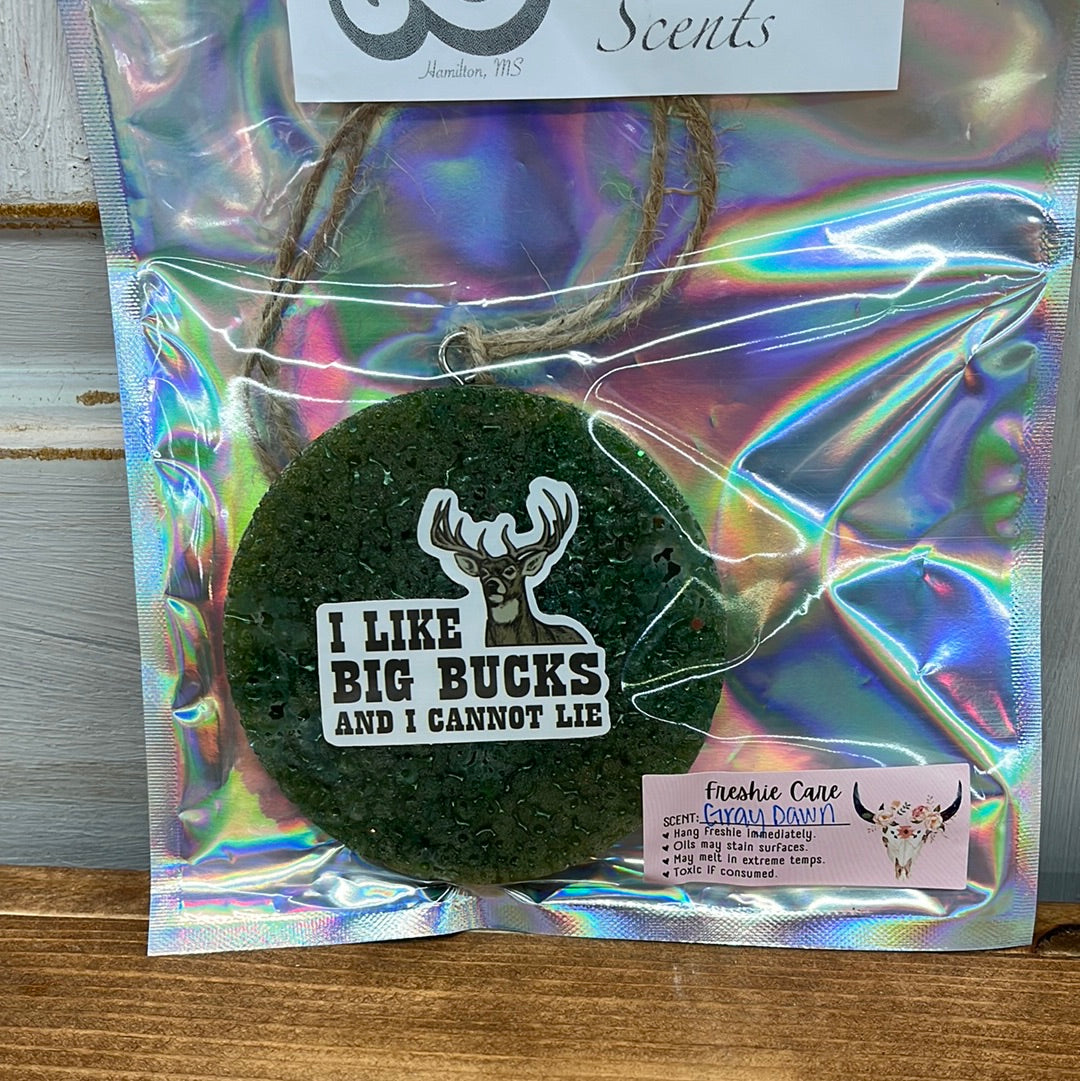 Scents
Hamilton, MS
I LIKE
BIG BUCKS
AND I CANNOT LIE
Freshie Care
SCENT: Gray Dawn
Hang freshie immediately.
Oils may stain surfaces.
May melt in extreme temps.
Toxic if consumed.